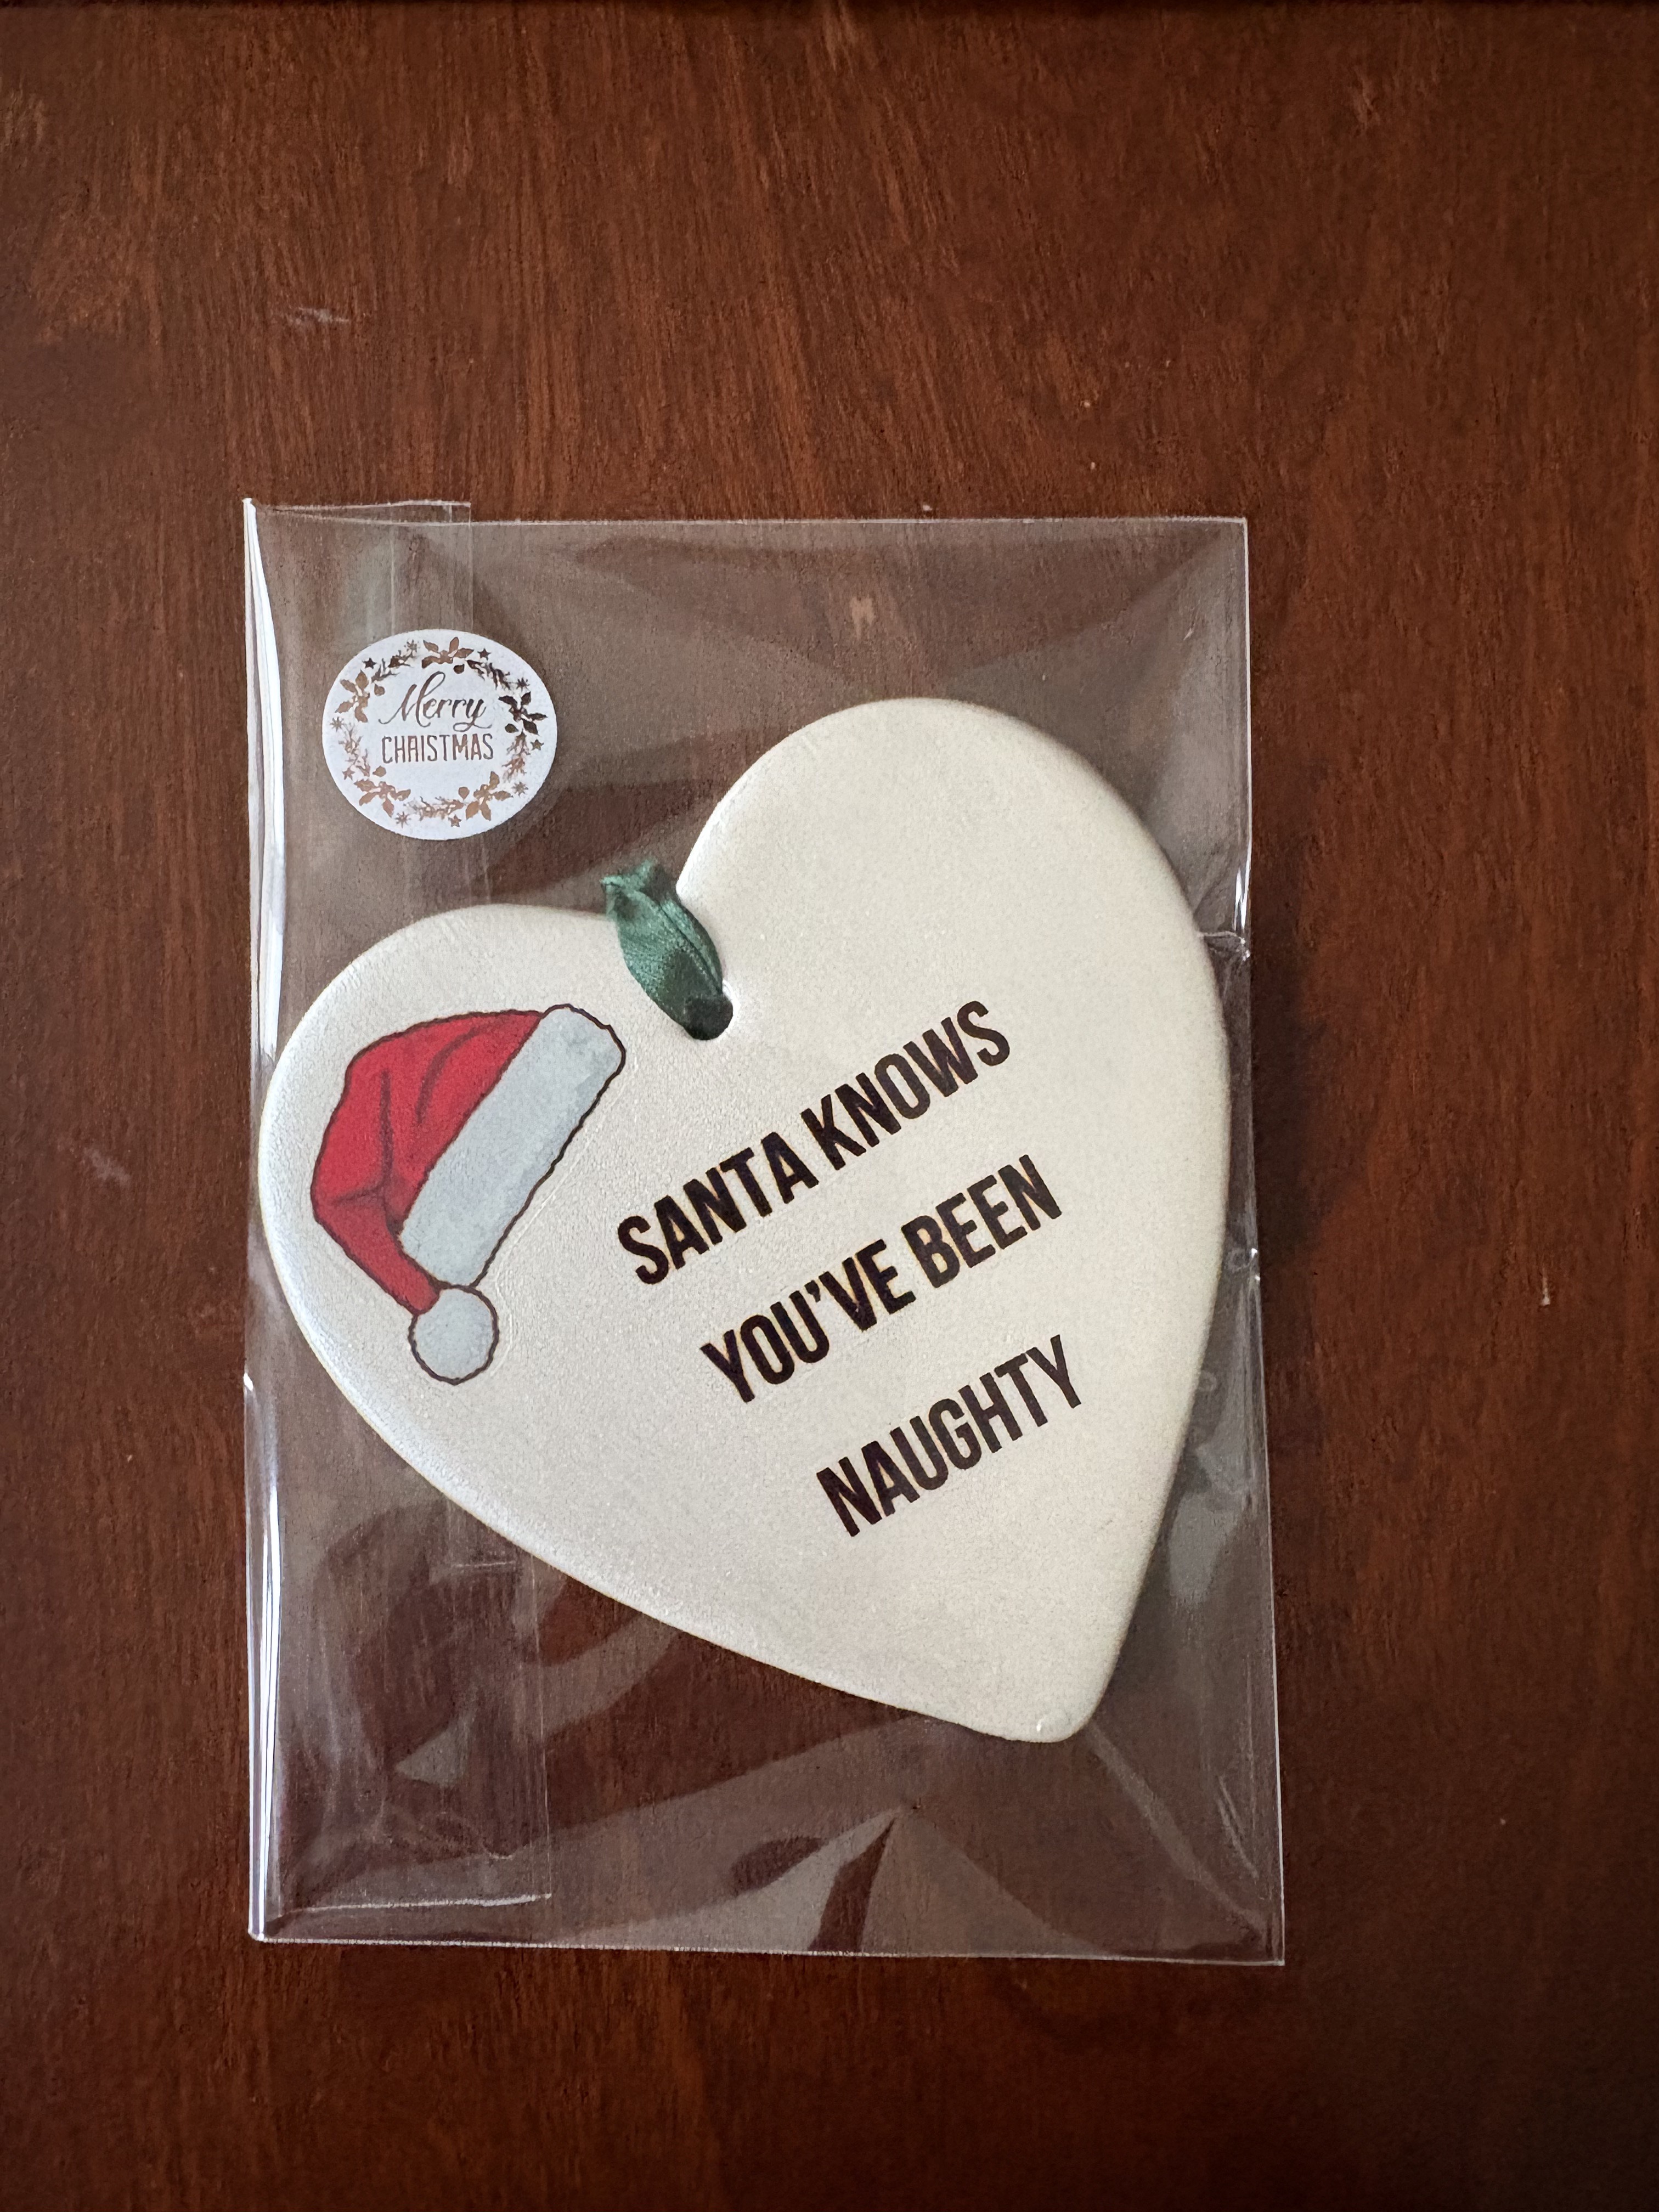 Merry
CHRISTMAS
SANTA KNOWS
YOU'VE BEEN
NAUGHTY